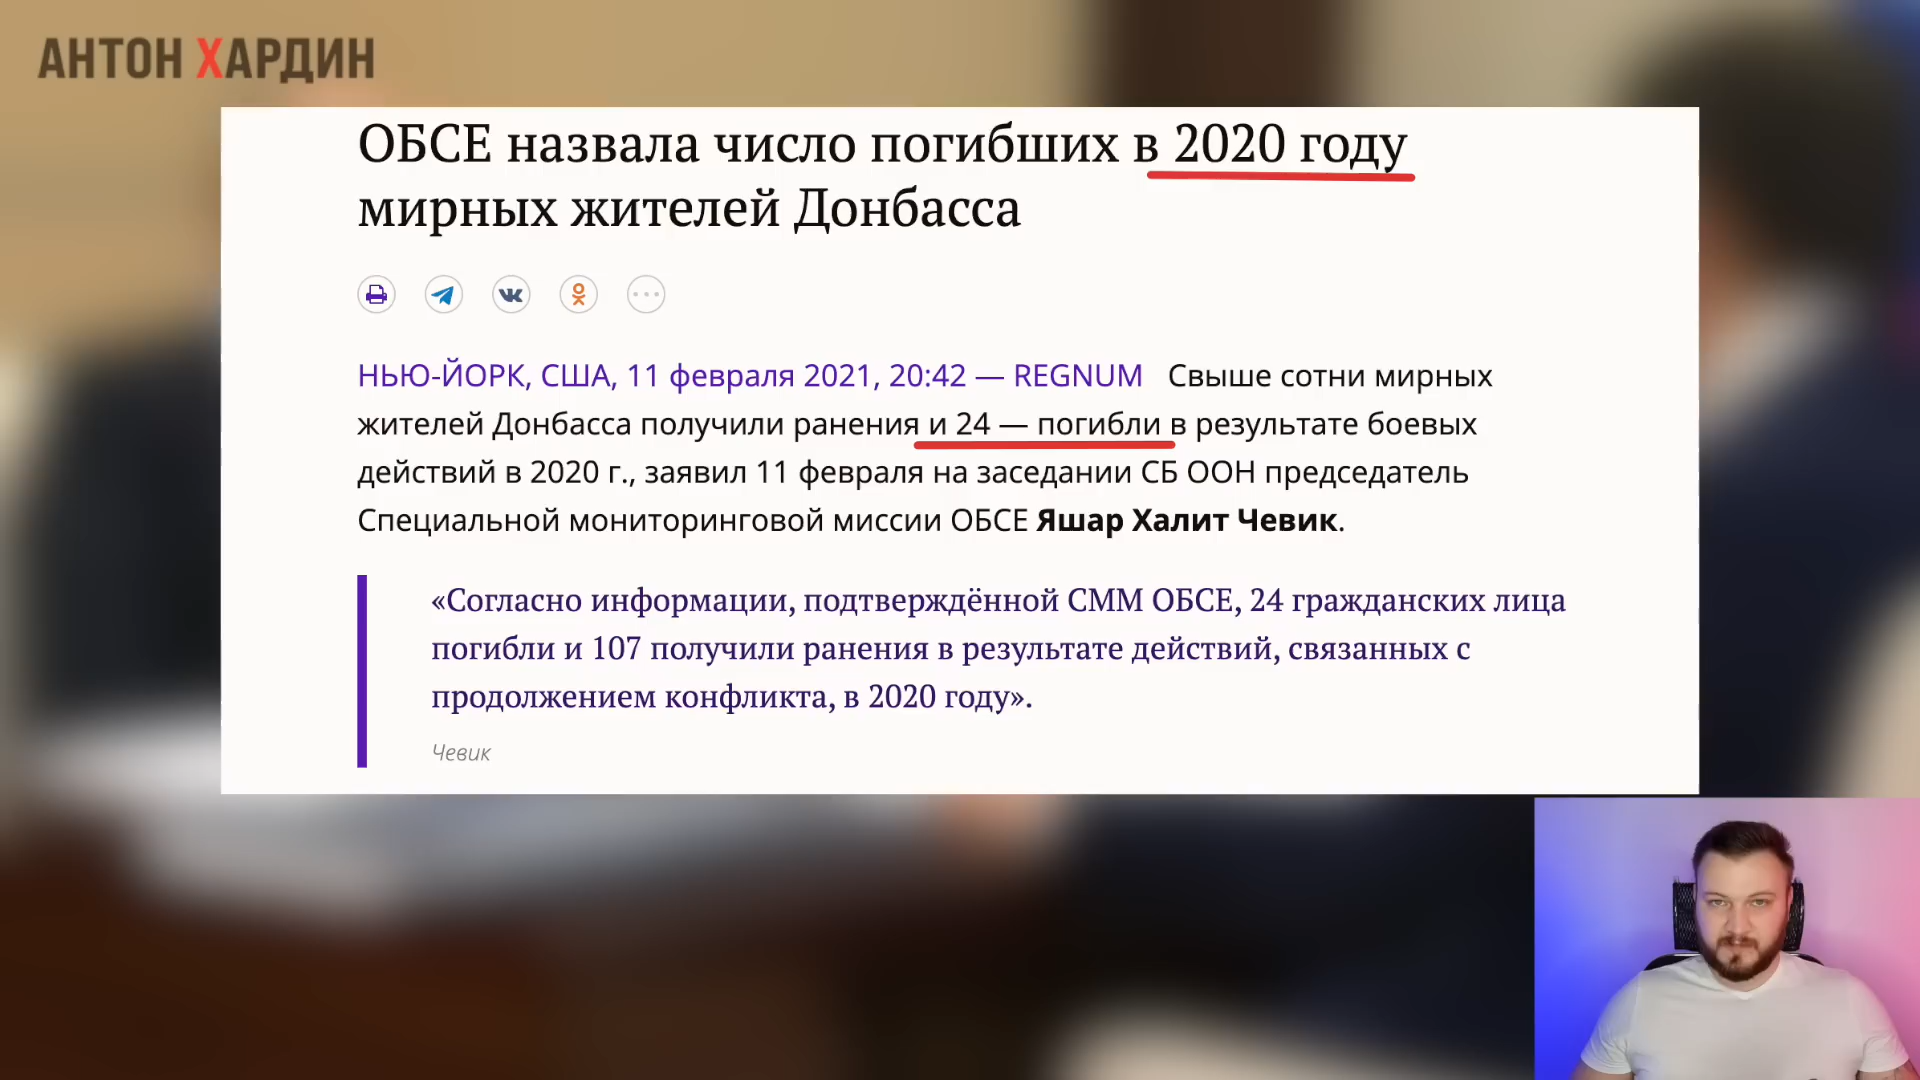 АНТОН ХАРДИН
ОБСЕ назвала число погибших в 2020 году
мирных жителей Донбасса
НЬЮ-ЙОРК, США, 11 февраля 2021, 20:42 — REGNUM Свыше сотни мирных
жителей Донбасса получили ранения и 24 — погибли в результате боевых
действий в 2020 г., заявил 11 февраля на заседании СБ ООН председатель
Специальной мониторинговой миссии ОБСЕ Яшар Халит Чевик.
«Согласно информации, подтверждённой СММ ОБСЕ, 24 гражданских лица
погибли и 107 получили ранения в результате действий, связанных с
продолжением конфликта, в 2020 году».
Чевик